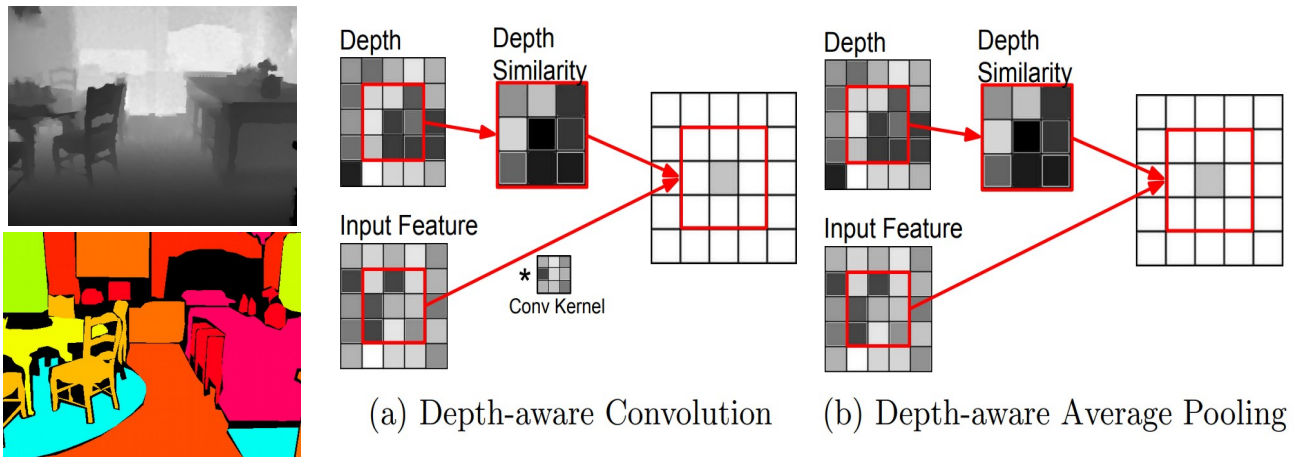 Depth
Depth
Similarity
Input Feature
*
Conv Kernel
(a) Depth-aware Convolution
Depth
Depth
Similarity
Input Feature
(b) Depth-aware Average Pooling